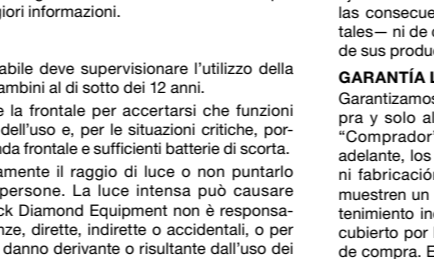 giori informazioni.
abile deve supervisionare l'utilizzo della
ambini al di sotto dei 12 anni.
e la frontale per accertarsi che funzioni
dell'uso e, per le situazioni critiche, por-
nda frontale e sufficienti batterie di scorta.
amente il raggio di luce o non puntarlo
persone. La luce intensa può causare
ck Diamond Equipment non è responsa-
nze, dirette, indirette o accidentali, o per
danno derivante o risultante dall'uso dei
las consecue
tales— ni de c
de sus produc
GARANTÍA L
Garantizamos
pra y solo al
"Comprador"
adelante, los
ni fabricación
muestren un
tenimiento ind
cubierto por l
de compra. E